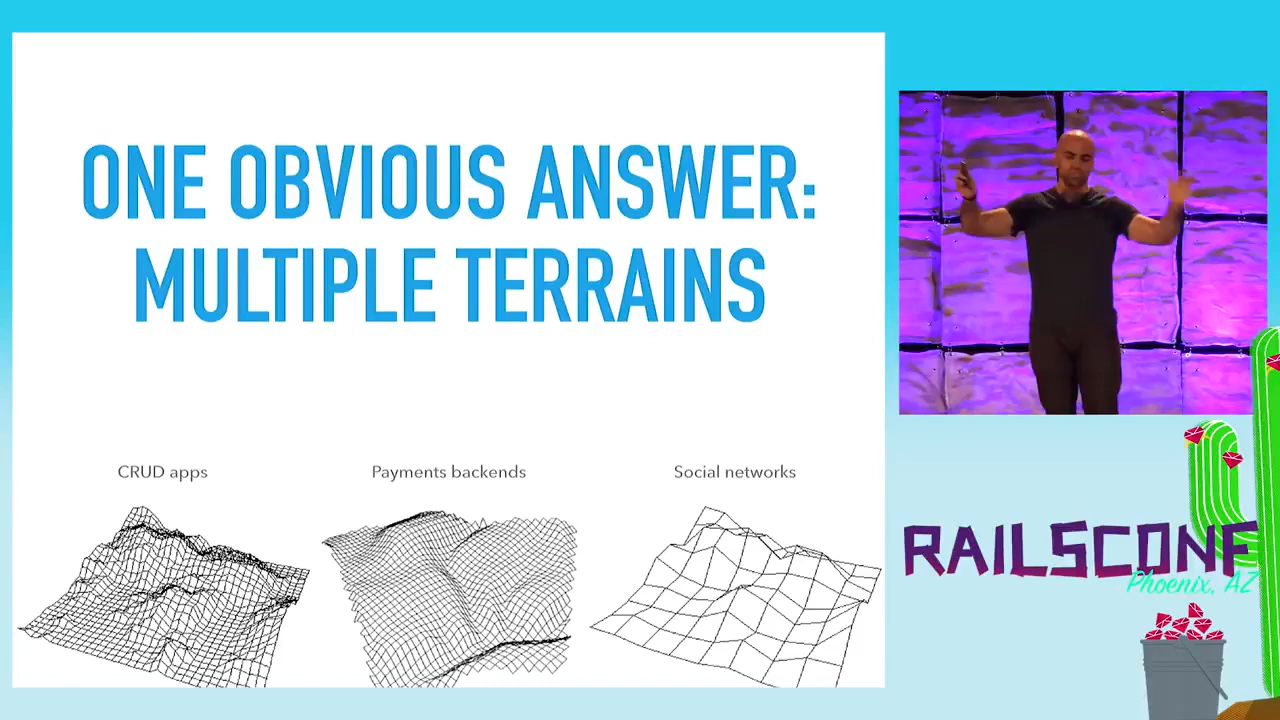 ONE OBVIOUS ANSWER:
MULTIPLE TERRAINS
CRUD apps
Payments backends
Social networks
RAILSCONF
Phoenix, AZ